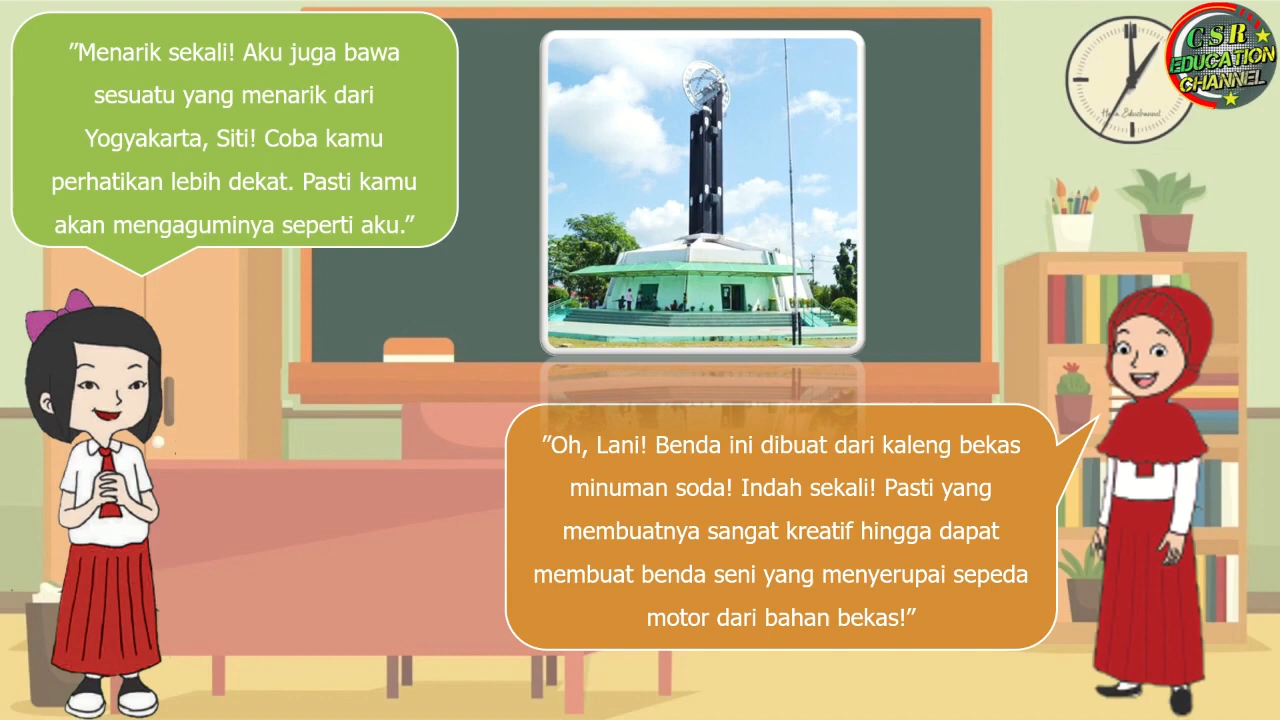 ”Menarik sekali! Aku juga bawa
sesuatu yang menarik dari
Yogyakarta, Siti! Coba kamu
perhatikan lebih dekat. Pasti kamu
akan mengaguminya seperti aku.”
CSR
EDUCATION
CHANNEL
”Oh, Lani! Benda ini dibuat dari kaleng bekas
minuman soda! Indah sekali! Pasti yang
membuatnya sangat kreatif hingga dapat
membuat benda seni yang menyerupai sepeda
motor dari bahan bekas!”